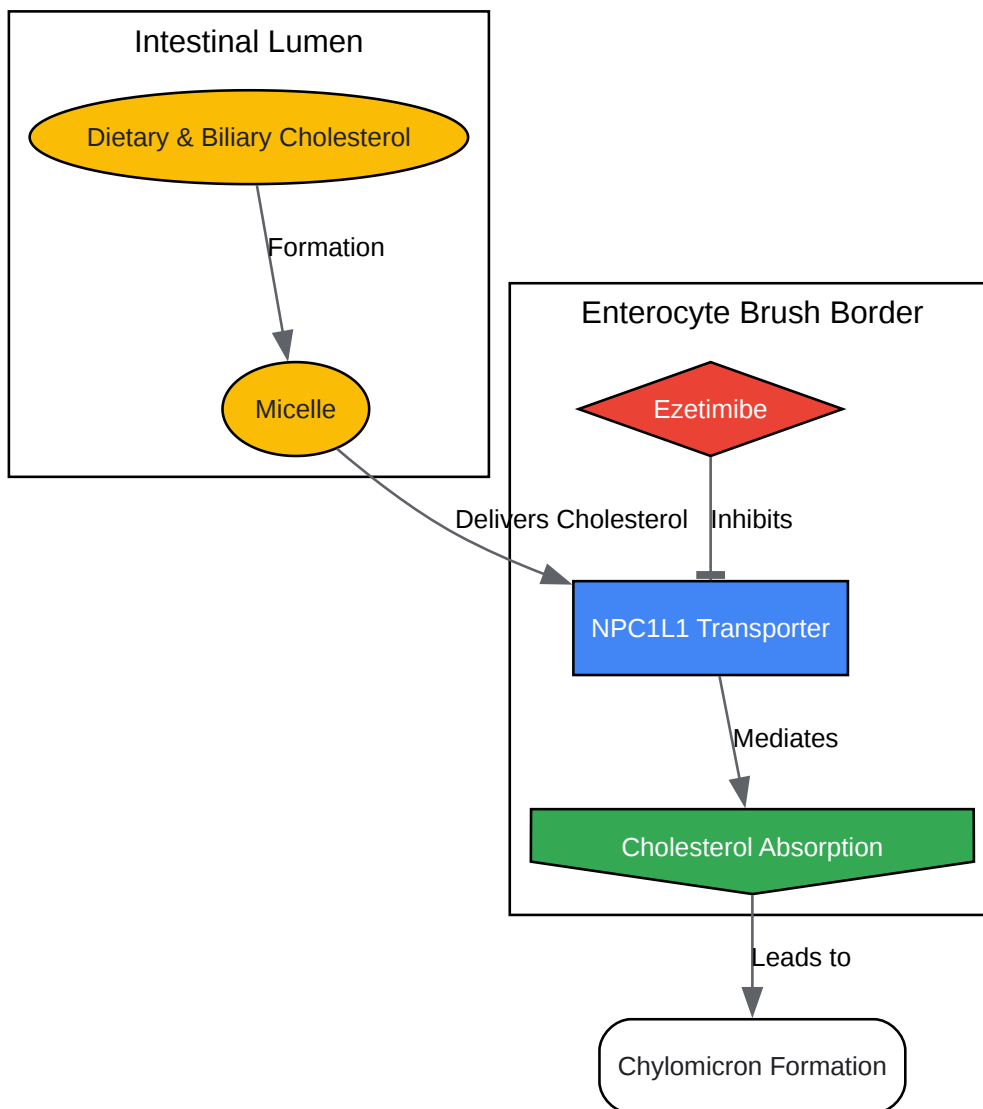 Intestinal Lumen
Dietary & Biliary Cholesterol
Formation
Enterocyte Brush Border
Micelle
Ezetimibe
Delivers Cholesterol
Inhibits
NPC1L1 Transporter
Mediates
Cholesterol Absorption
Leads to
Chylomicron Formation